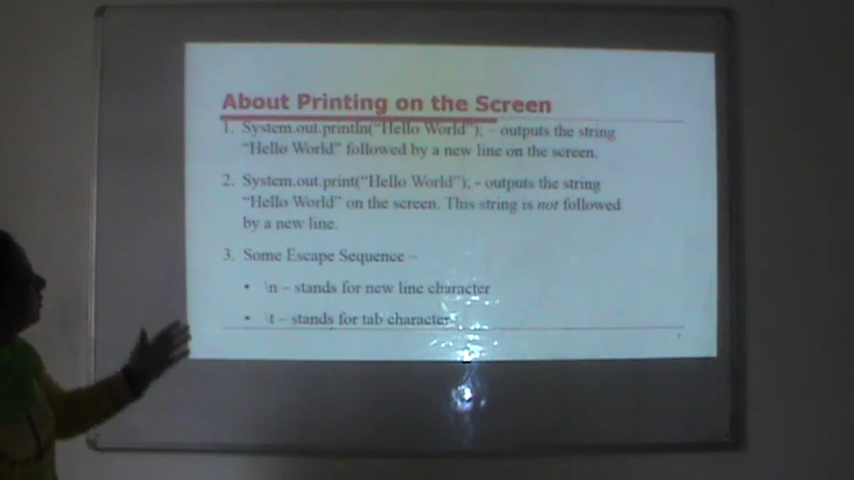 About Printing on the Screen
1. System.out.println("Hello World"); – outputs the string
"Hello World" followed by a new line on the screen.
2. System.out.print("Hello World"); - outputs the string
"Hello World" on the screen. This string is not followed
by a new line.
3. Some Escape Sequence –
• \n – stands for new line character
• \t – stands for tab character